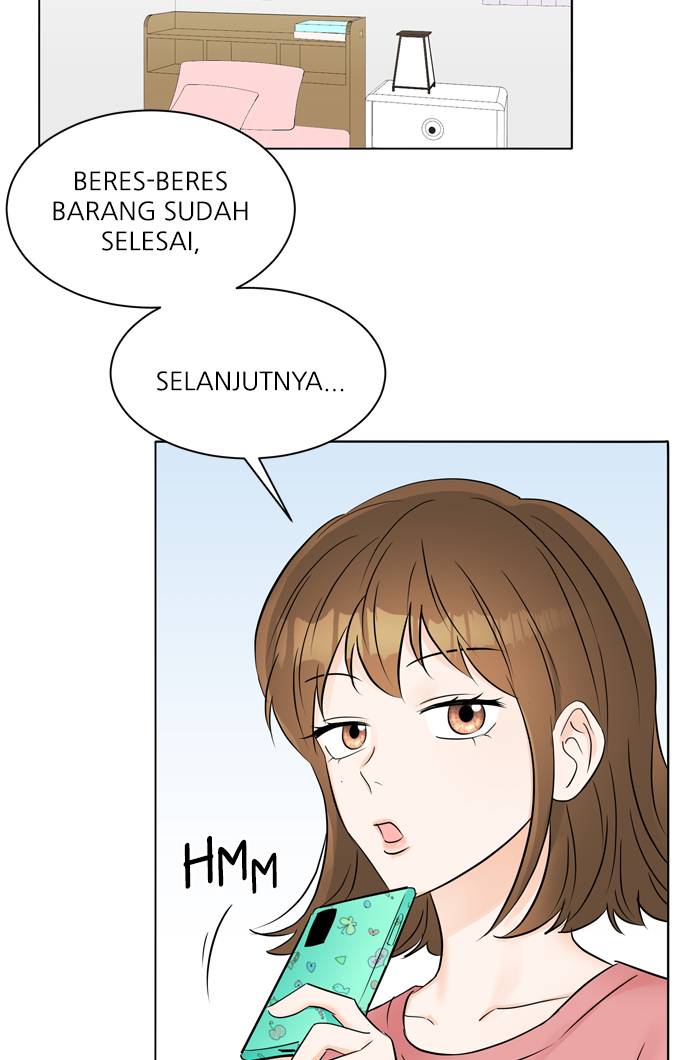 BERES-BERES
BARANG SUDAH
SELESAI,
SELANJUTNYA...
HMM